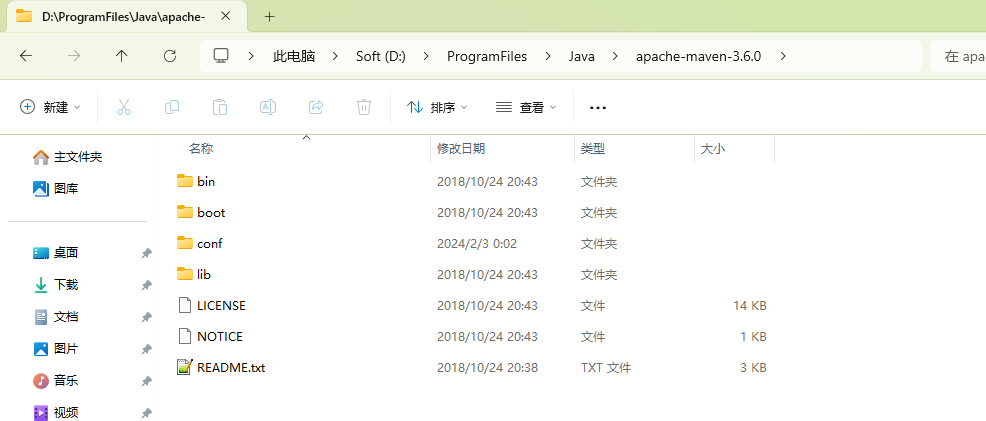 D:\ProgramFiles\Java\apache-
此电脑 Soft (D:) ProgramFiles Java apache-maven-3.6.0 在 apac
新建 排序 查看
名称 修改日期 类型 大小
主文件夹
图库
桌面
下载
文档
图片
音乐
视频
bin 2018/10/24 20:43 文件夹
boot 2018/10/24 20:43 文件夹
conf 2024/2/3 0:02 文件夹
lib 2018/10/24 20:43 文件夹
LICENSE 2018/10/24 20:43 文件 14 KB
NOTICE 2018/10/24 20:43 文件 1 KB
README.txt 2018/10/24 20:38 TXT 文件 3 KB